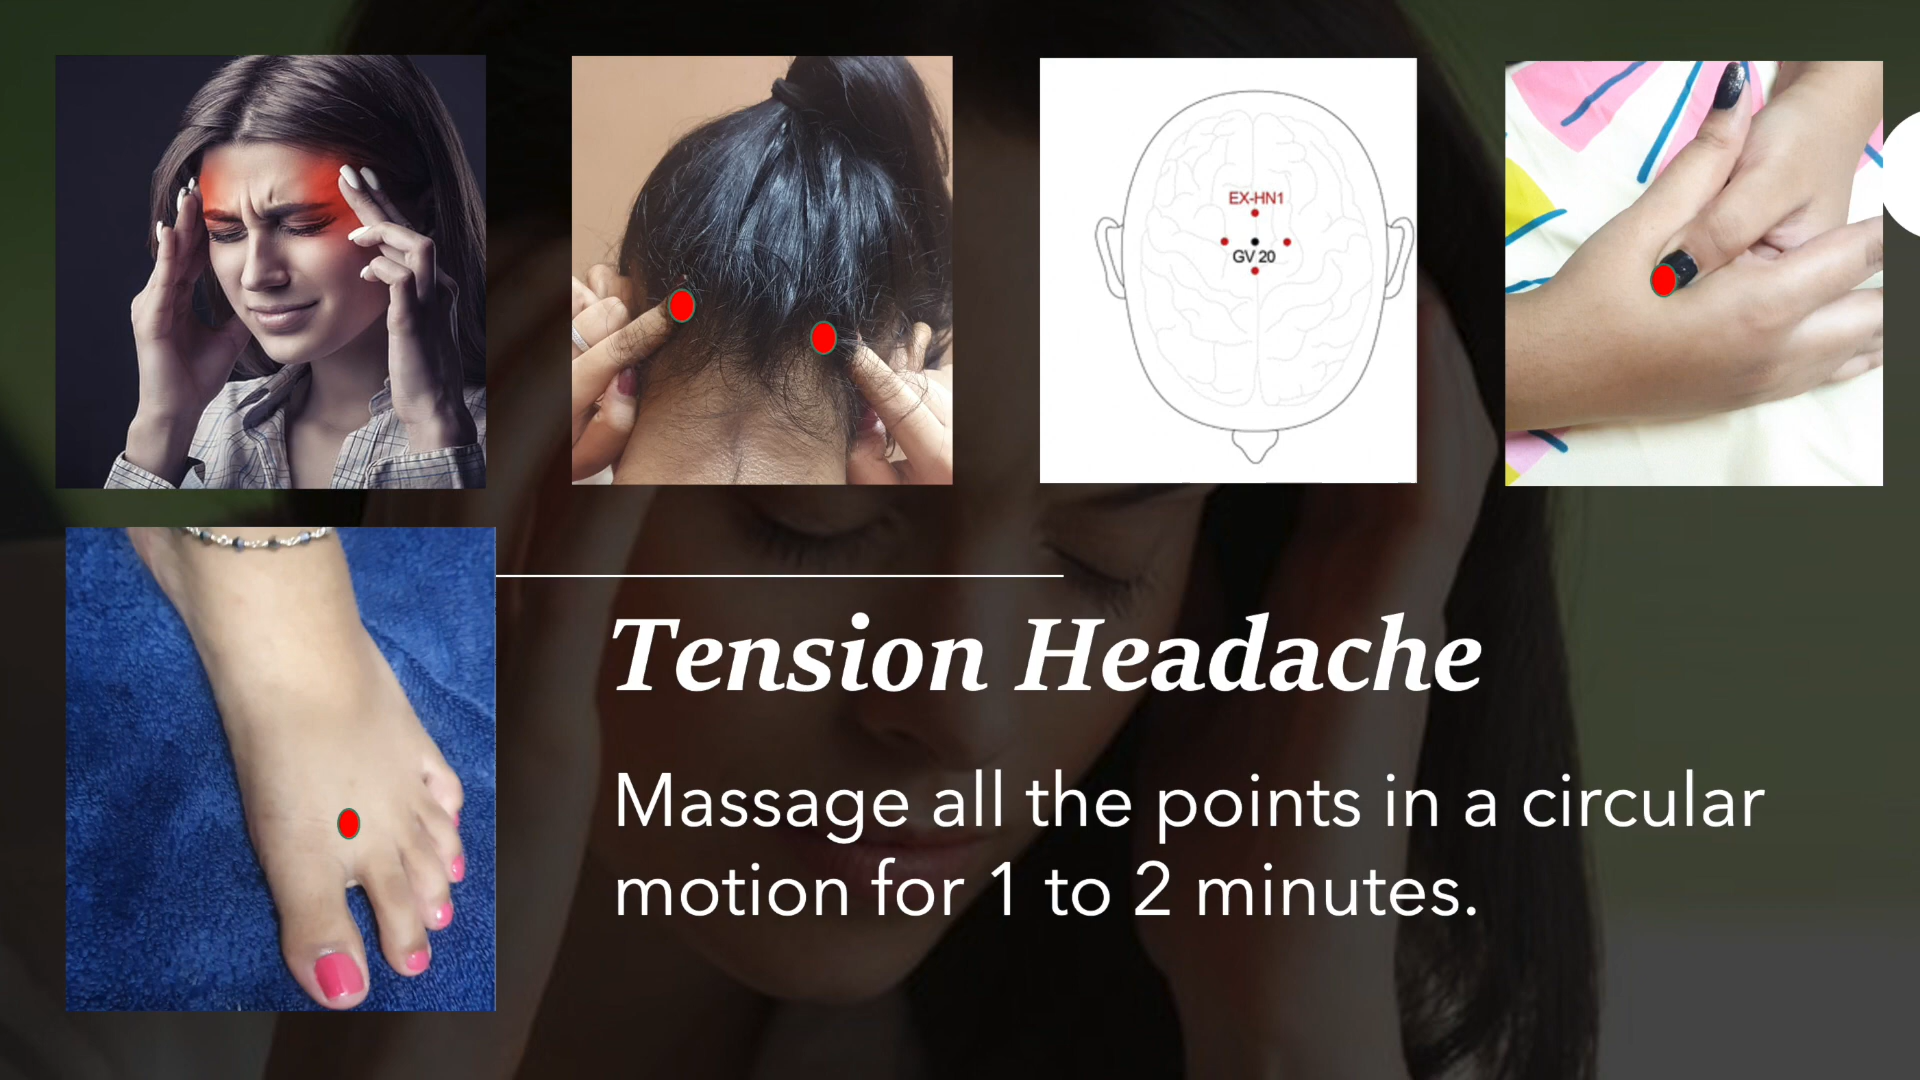 EX-HN1
GV 20
Tension Headache
Massage all the points in a circular
motion for 1 to 2 minutes.